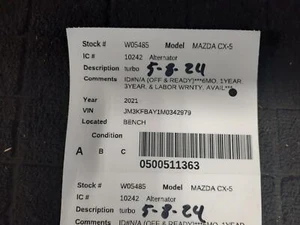 Stock # W05485 Model MAZDA CX-5
IC # 10242 Alternator
Description turbo 5-8-24
Comments ID#N/A (OFF & READY)***6MO, 1YEAR
3YEAR, & LABOR WRNTY, AVAIL***
Year 2021
VIN JM3KFBAY1M0342979
Located BENCH
Condition
A B C
0500511363
Stock # W05485 Model MAZDA CX-5
IC # 10242 Alternator
Description turbo 5-8-24
Comments ID#N/A (OFF & READY)***6MO, 1YEAR